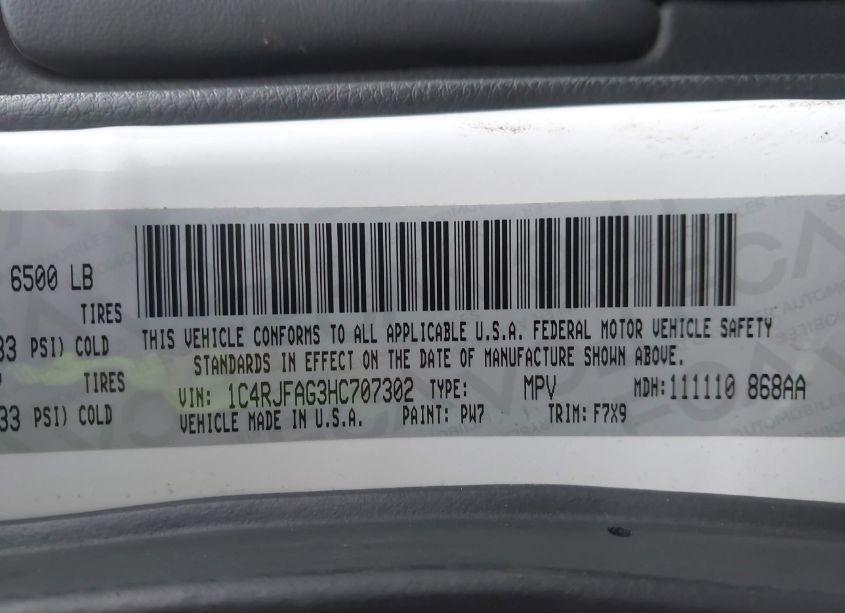 6500 LB
TIRES
33 PSI) COLD
TIRES
33 PSI) COLD
THIS VEHICLE CONFORMS TO ALL APPLICABLE U.S.A. FEDERAL MOTOR VEHICLE SAFETY
STANDARDS IN EFFECT ON THE DATE OF MANUFACTURE SHOWN ABOVE.
VIN: 1C4RJFAG3HC707302 TYPE: MPV MDH: 111110 868AA
VEHICLE MADE IN U.S.A. PAINT: PW7 TRIM: F7X9